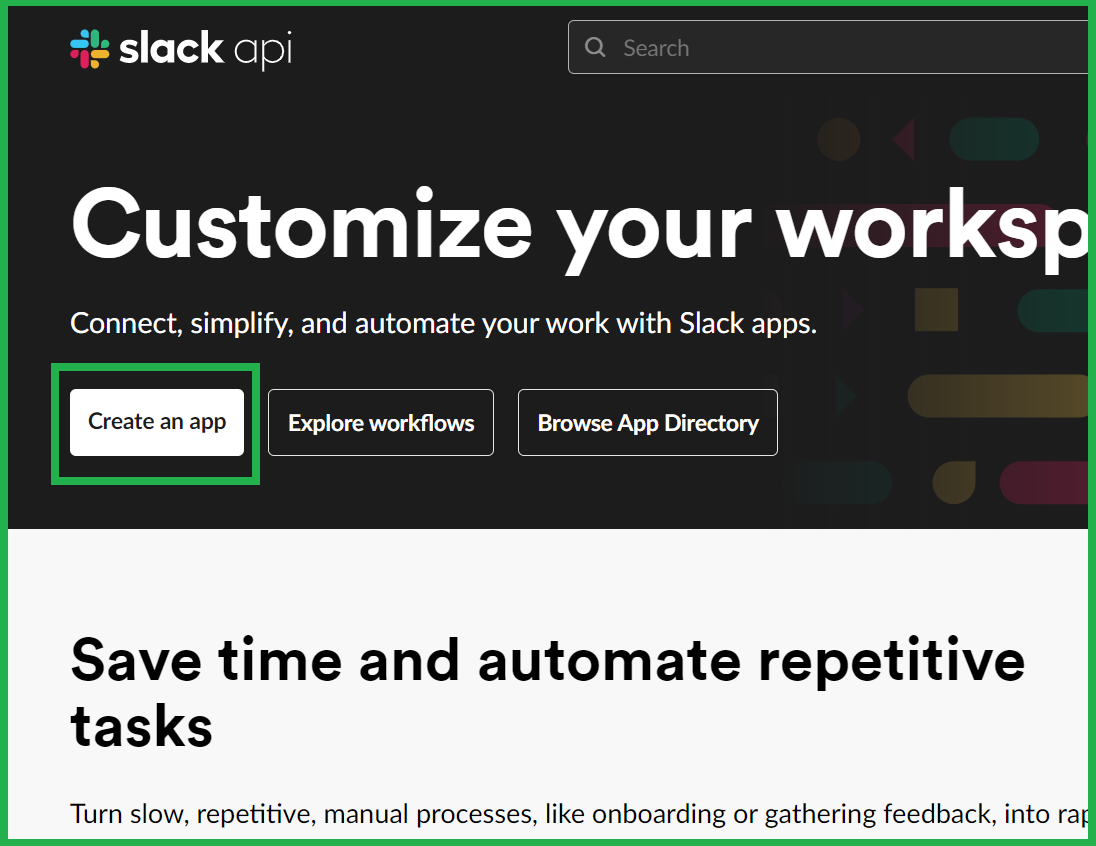 slack api
Search
Customize your worksp
Connect, simplify, and automate your work with Slack apps.
Create an app
Explore workflows
Browse App Directory
Save time and automate repetitive
tasks
Turn slow, repetitive, manual processes, like onboarding or gathering feedback, into rap